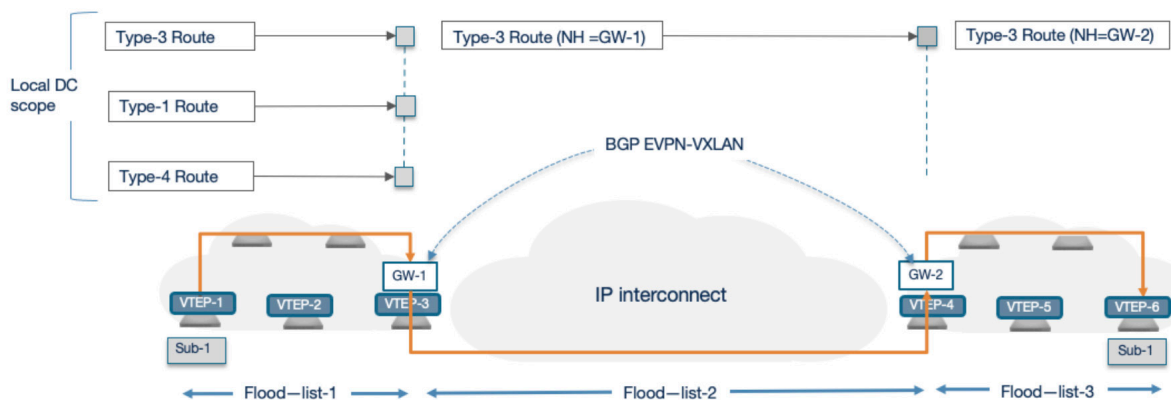 Type-3 Route
Type-3 Route (NH =GW-1)
Type-3 Route (NH=GW-2)
Local DC
scope
Type-1 Route
BGP EVPN-VXLAN
Type-4 Route
GW-1
GW-2
IP interconnect
VTEP-1
VTEP-2
VTEP-3
VTEP-4
VTEP-5
VTEP-6
Sub-1
Sub-1
Flood—list-1
Flood—list-2
Flood—list-3